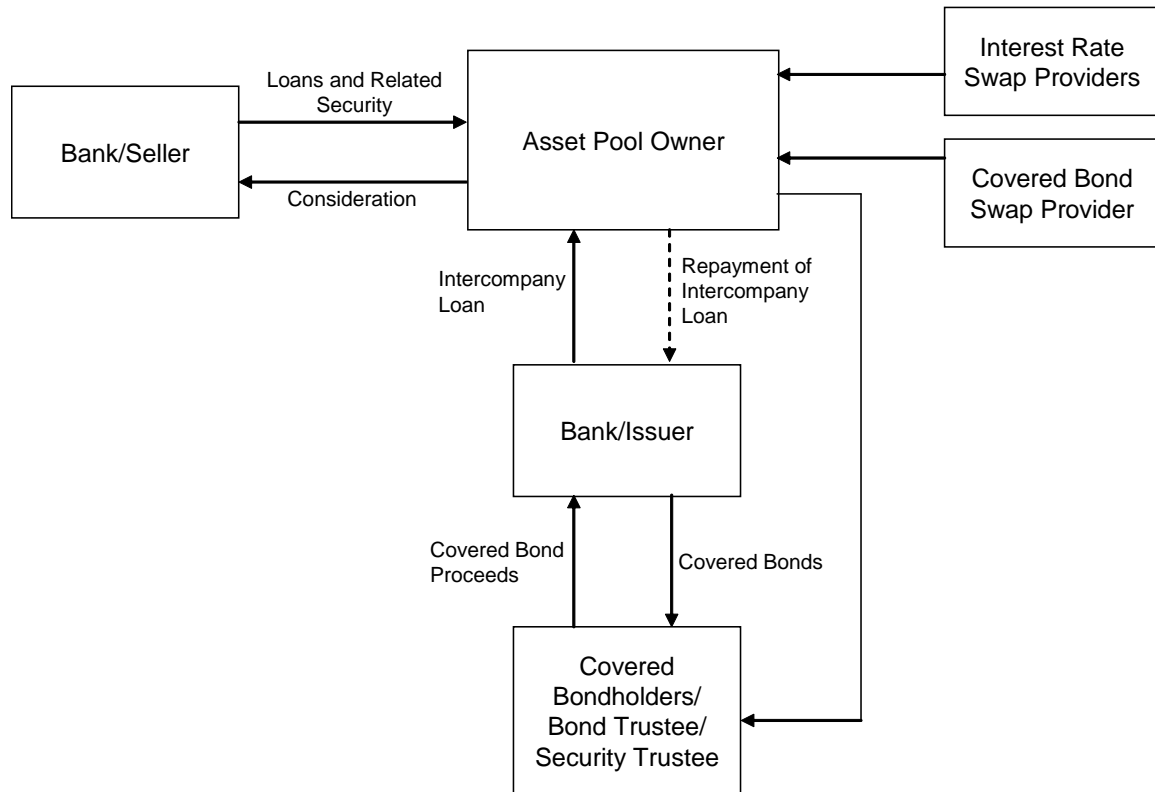 Interest Rate
Swap Providers
Loans and Related
Security
Bank/Seller
Asset Pool Owner
Consideration
Covered Bond
Swap Provider
Intercompany
Loan
Repayment of
Intercompany
Loan
Bank/Issuer
Covered Bond
Proceeds
Covered Bonds
Covered
Bondholders/
Bond Trustee/
Security Trustee